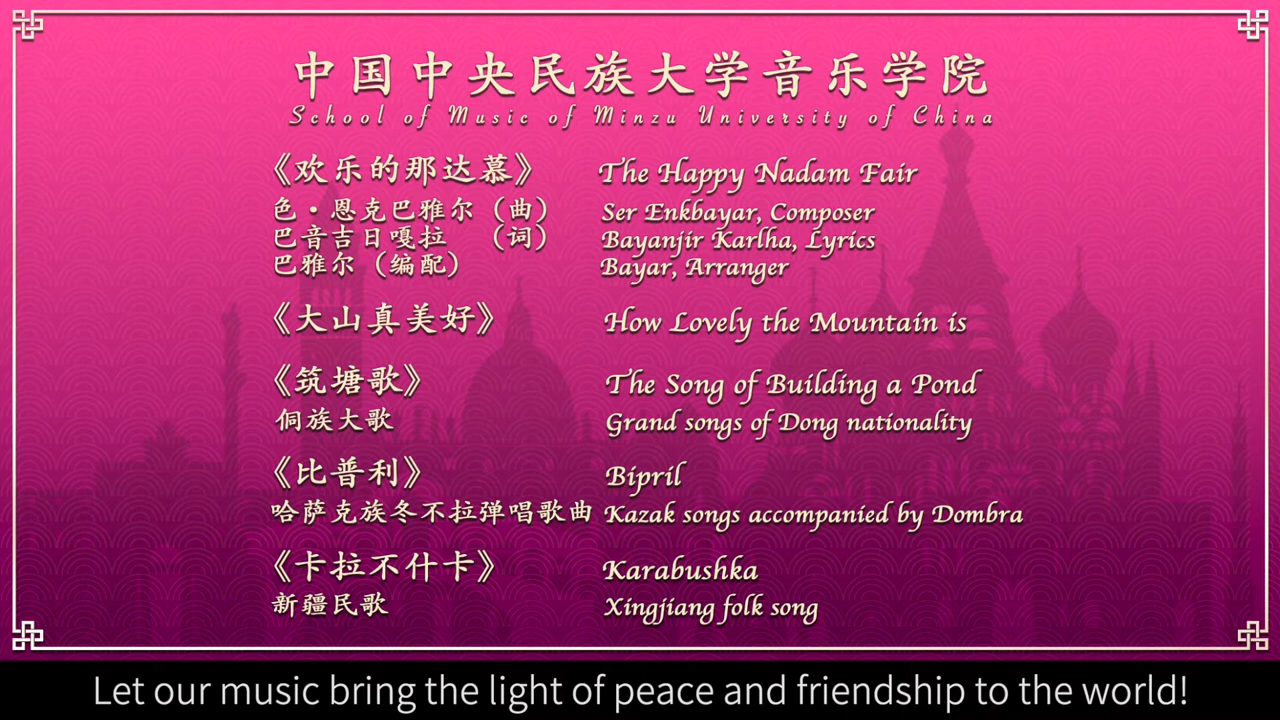 中国中央民族大学音乐学院
School of Music of Minzu University of China
《欢乐的那达慕》 The Happy Nadam Fair
色·恩克巴雅尔（曲） Ser Enkbayar, Composer
巴音吉日嘎拉 （词） Bayanjir Karlha, Lyrics
巴雅尔（编配） Bayar, Arranger
《大山真美好》 How Lovely the Mountain is
《筑塘歌》 The Song of Building a Pond
侗族大歌 Grand songs of Dong nationality
《比普利》 Bipril
哈萨克族冬不拉弹唱歌曲 Kazak songs accompanied by Dombra
《卡拉不什卡》 Karabushka
新疆民歌 Xingjiang folk song
Let our music bring the light of peace and friendship to the world!